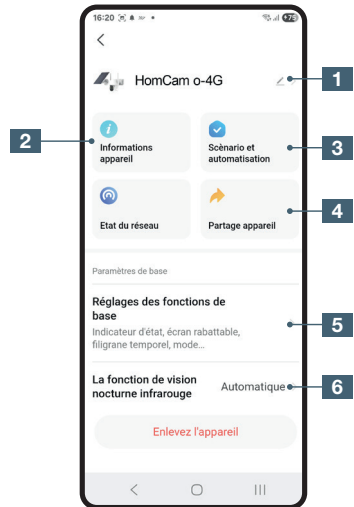 16:20
75
HomCam o-4G
1
2
Informations
appareil
Scènario et
automatisation
3
Etat du réseau
Partage appareil
4
Paramètres de base
Réglages des fonctions de
base
Indicateur d'état, écran rabattable,
filigrane temporel, mode...
5
La fonction de vision
nocturne infrarouge
Automatique
6
Enlevez l'appareil